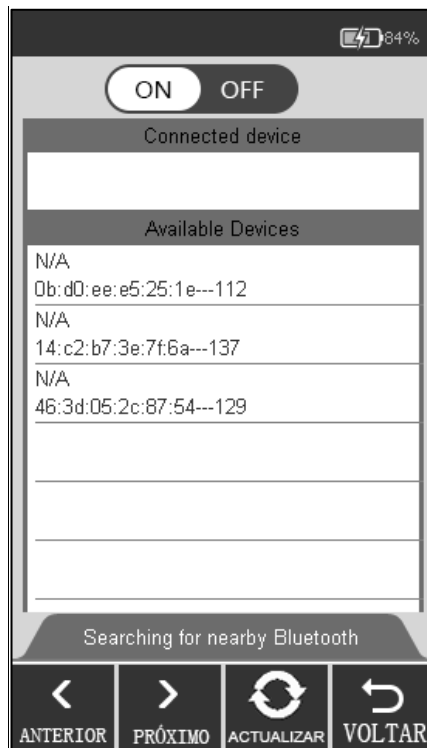 84%
ON OFF
Connected device
Available Devices
N/A
0b:d0:ee:e5:25:1e---112
N/A
14:c2:b7:3e:7f:6a---137
N/A
46:3d:05:2c:87:54---129
Searching for nearby Bluetooth
ANTERIOR PRÓXIMO ACTUALIZAR VOLTAR